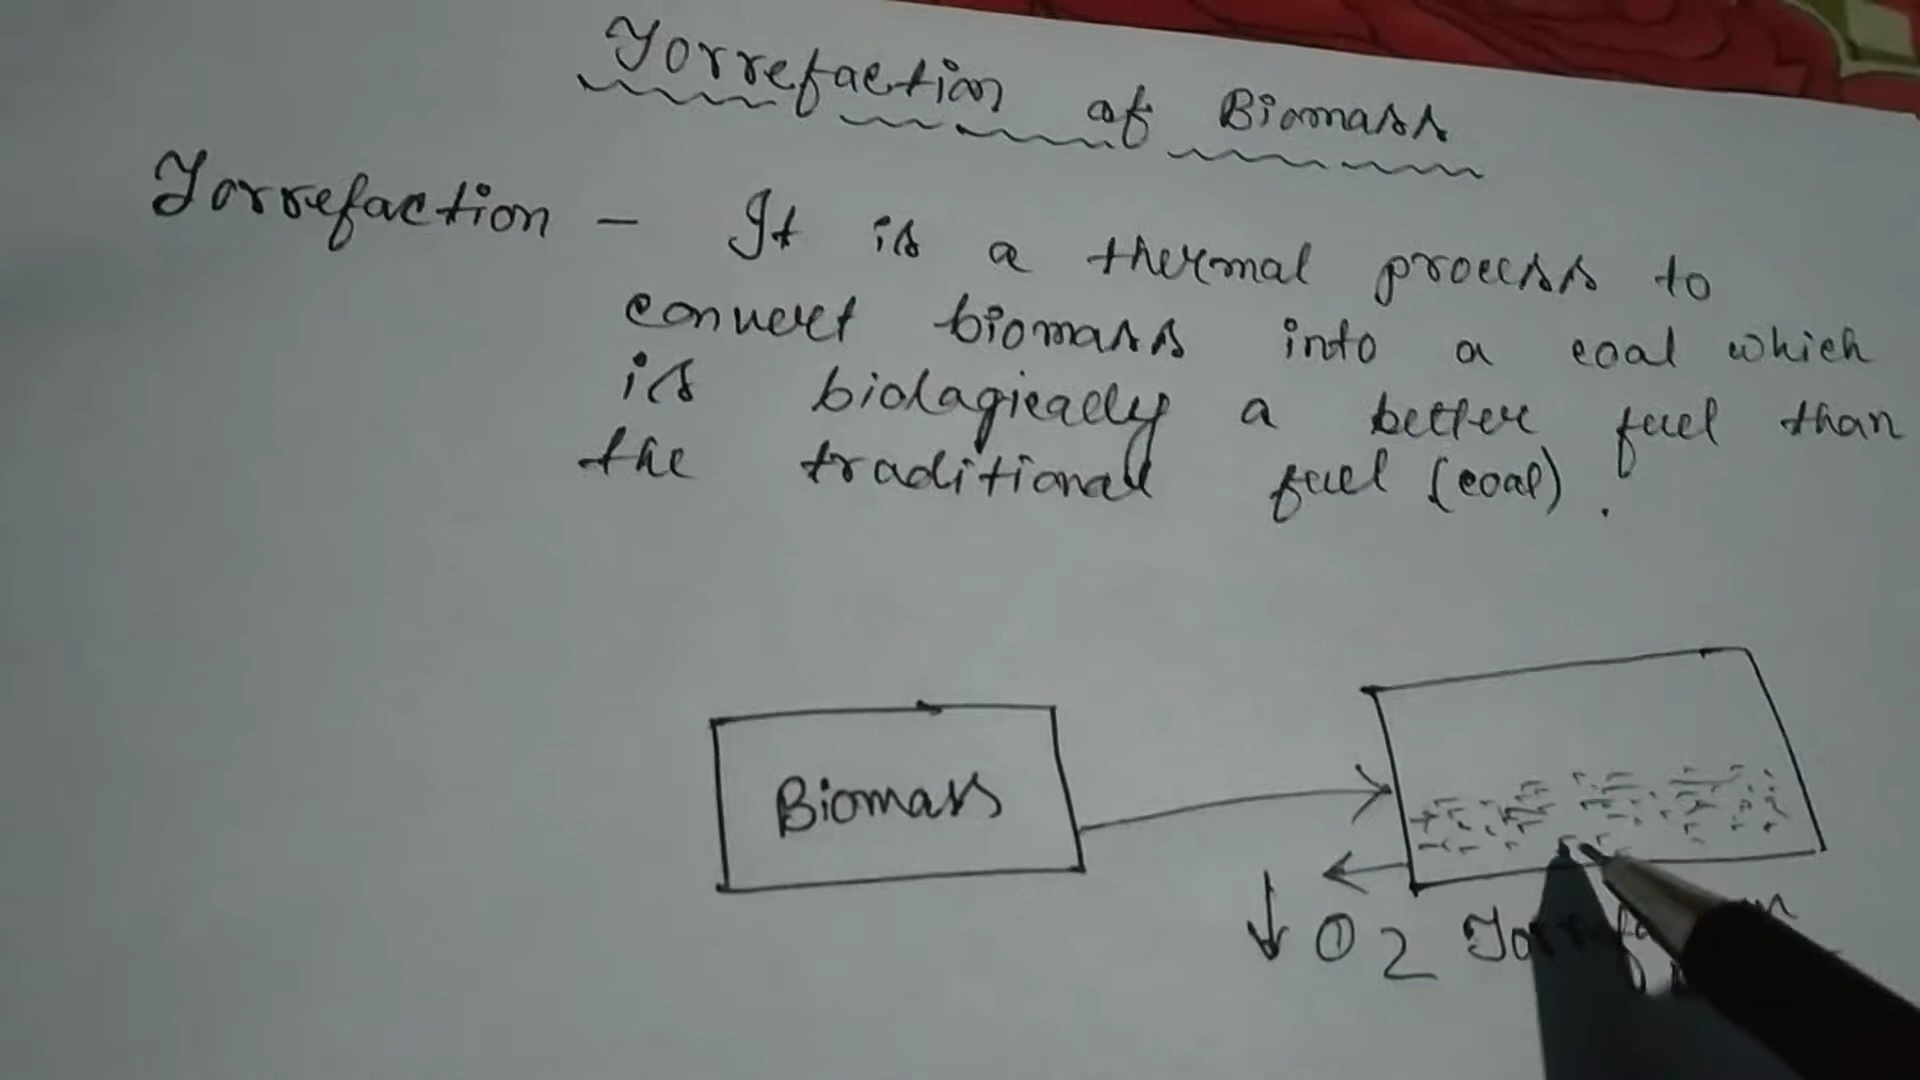 Torrefaction of Biomass
Torrefaction - It is a thermal process to
convert biomass into a coal which
is biologically a better fuel than
the traditional fuel (coal).
Biomass
↓ O2